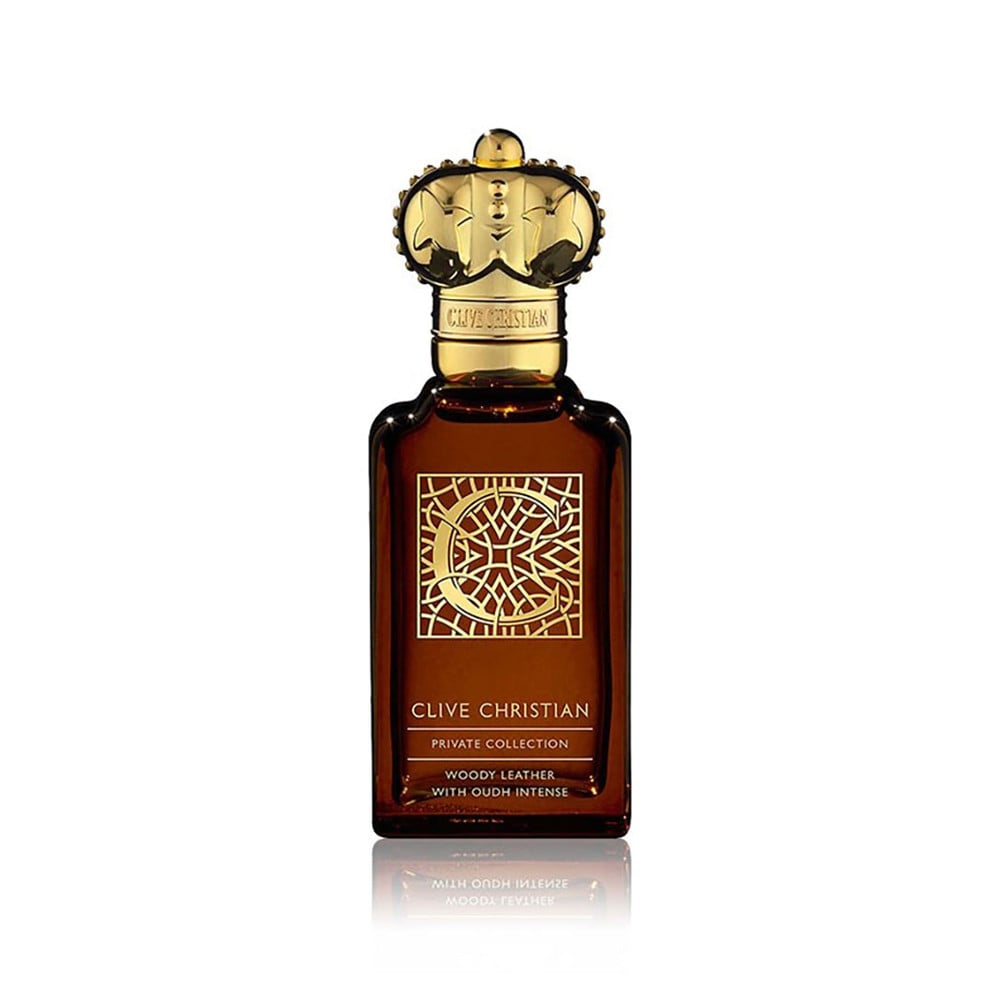 CLIVE CHRISTIAN
C
CLIVE CHRISTIAN
PRIVATE COLLECTION
WOODY LEATHER
WITH OUDH INTENSE